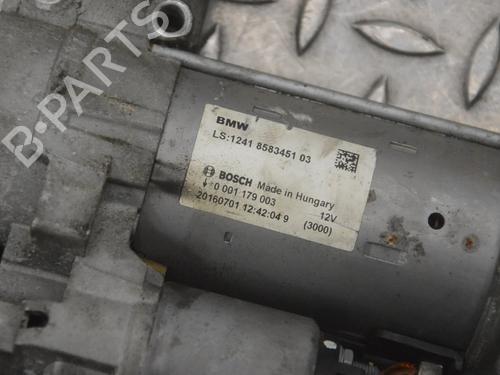 BMW
LS:1241 8583451 03
BOSCH Made in Hungary
0 001 179 003 12V
20160701 12:42:04 9 (3000)
B-PARTS